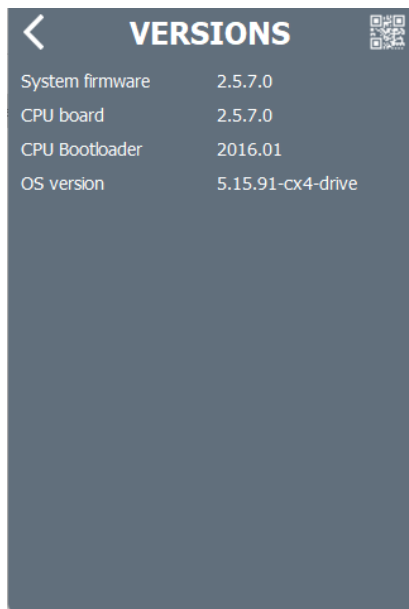 VERSIONS
System firmware 2.5.7.0
CPU board 2.5.7.0
CPU Bootloader 2016.01
OS version 5.15.91-cx4-drive